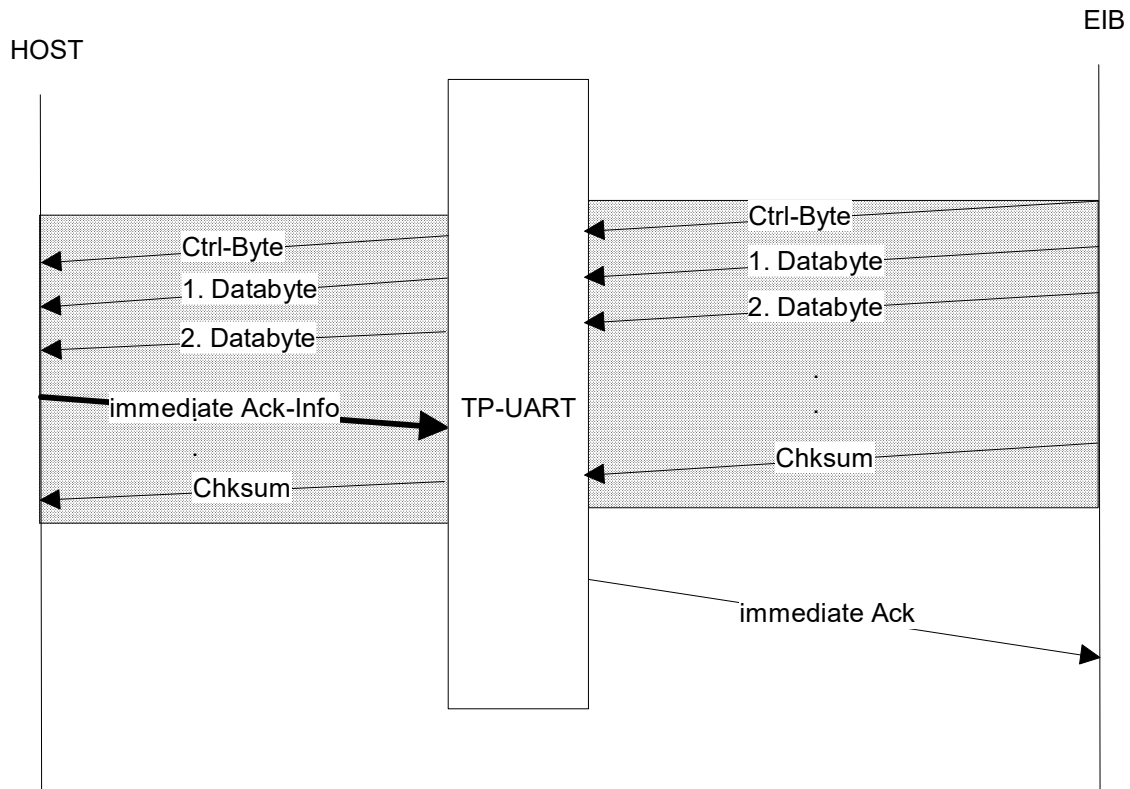 EIB
HOST
Ctrl-Byte
1. Databyte
2. Databyte
immediate Ack-Info
.
.
Chksum
TP-UART
Ctrl-Byte
1. Databyte
2. Databyte
.
.
Chksum
immediate Ack